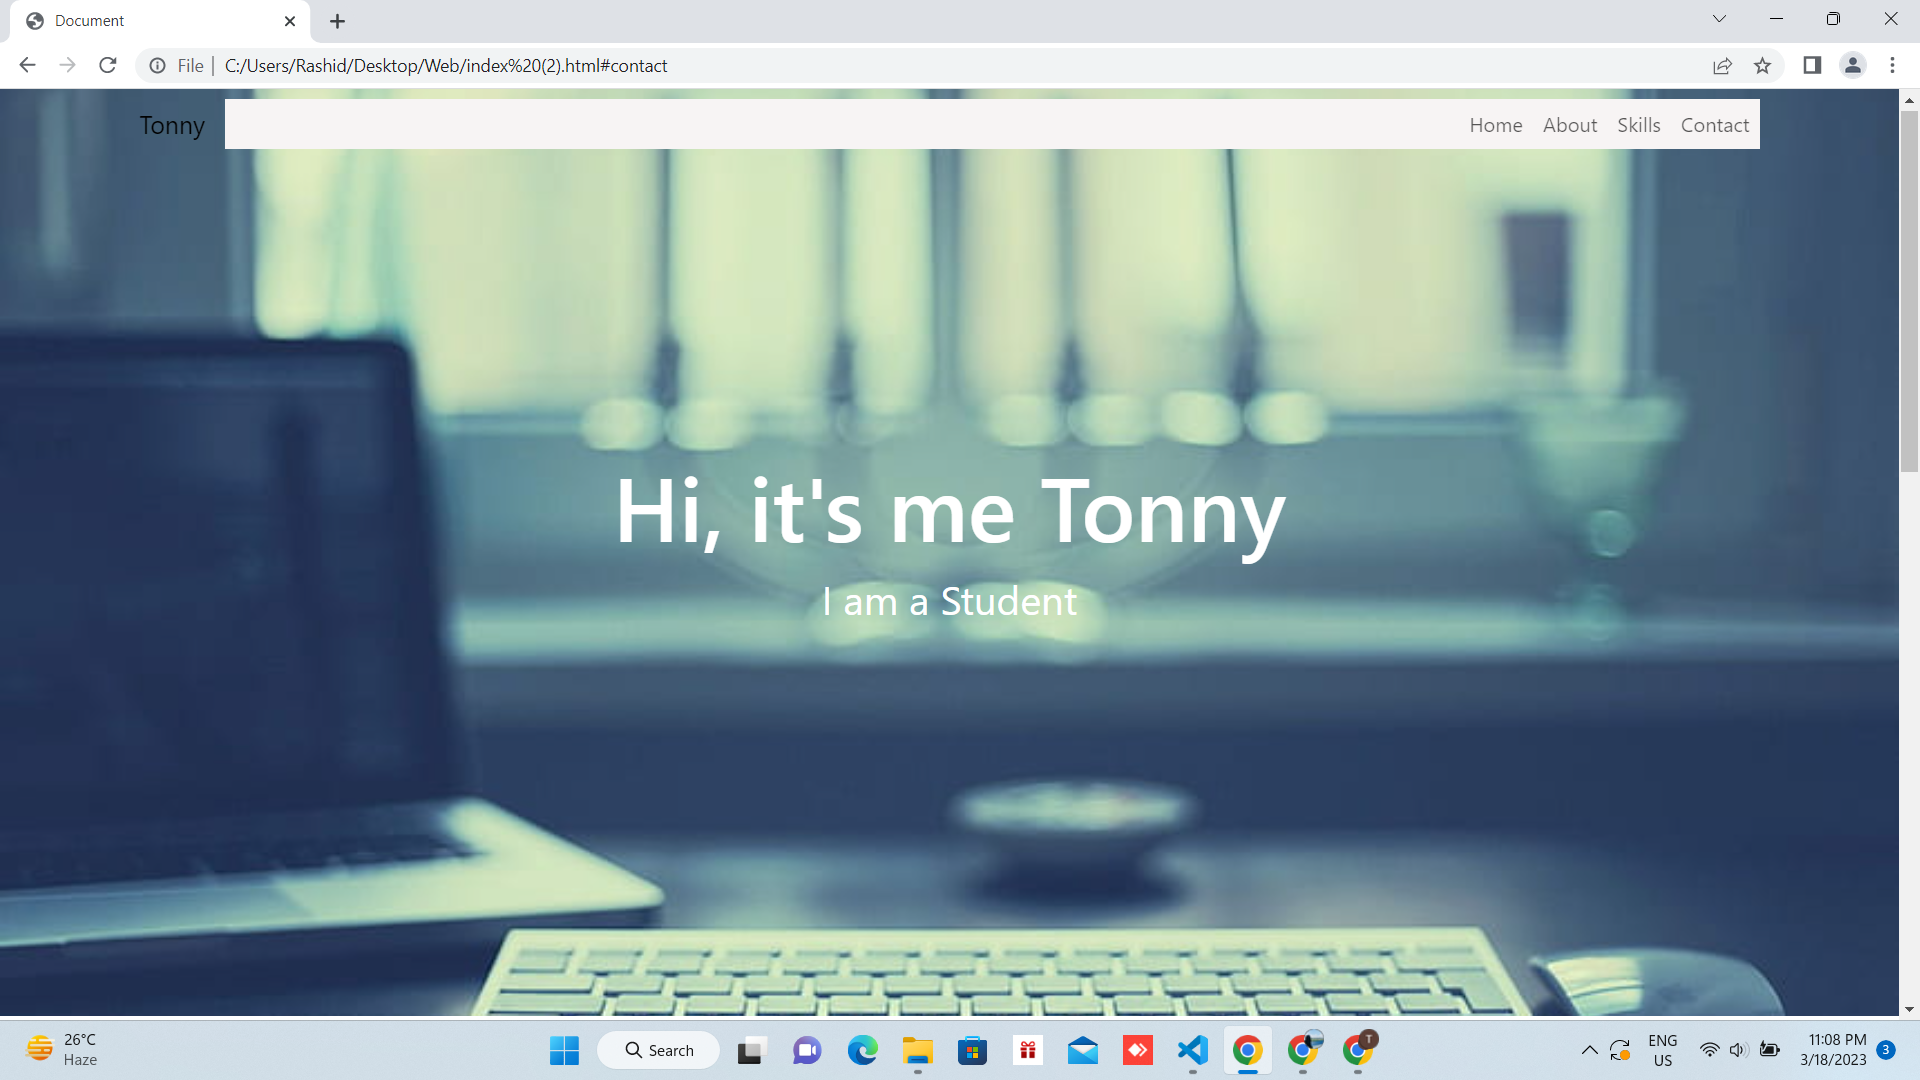 Document
File
C:/Users/Rashid/Desktop/Web/index%20(2).html#contact
Tonny
Home About Skills Contact
Hi, it's me Tonny
I am a Student
26°C
Haze
Search
T
ENG
US
11:08 PM
3/18/2023
3